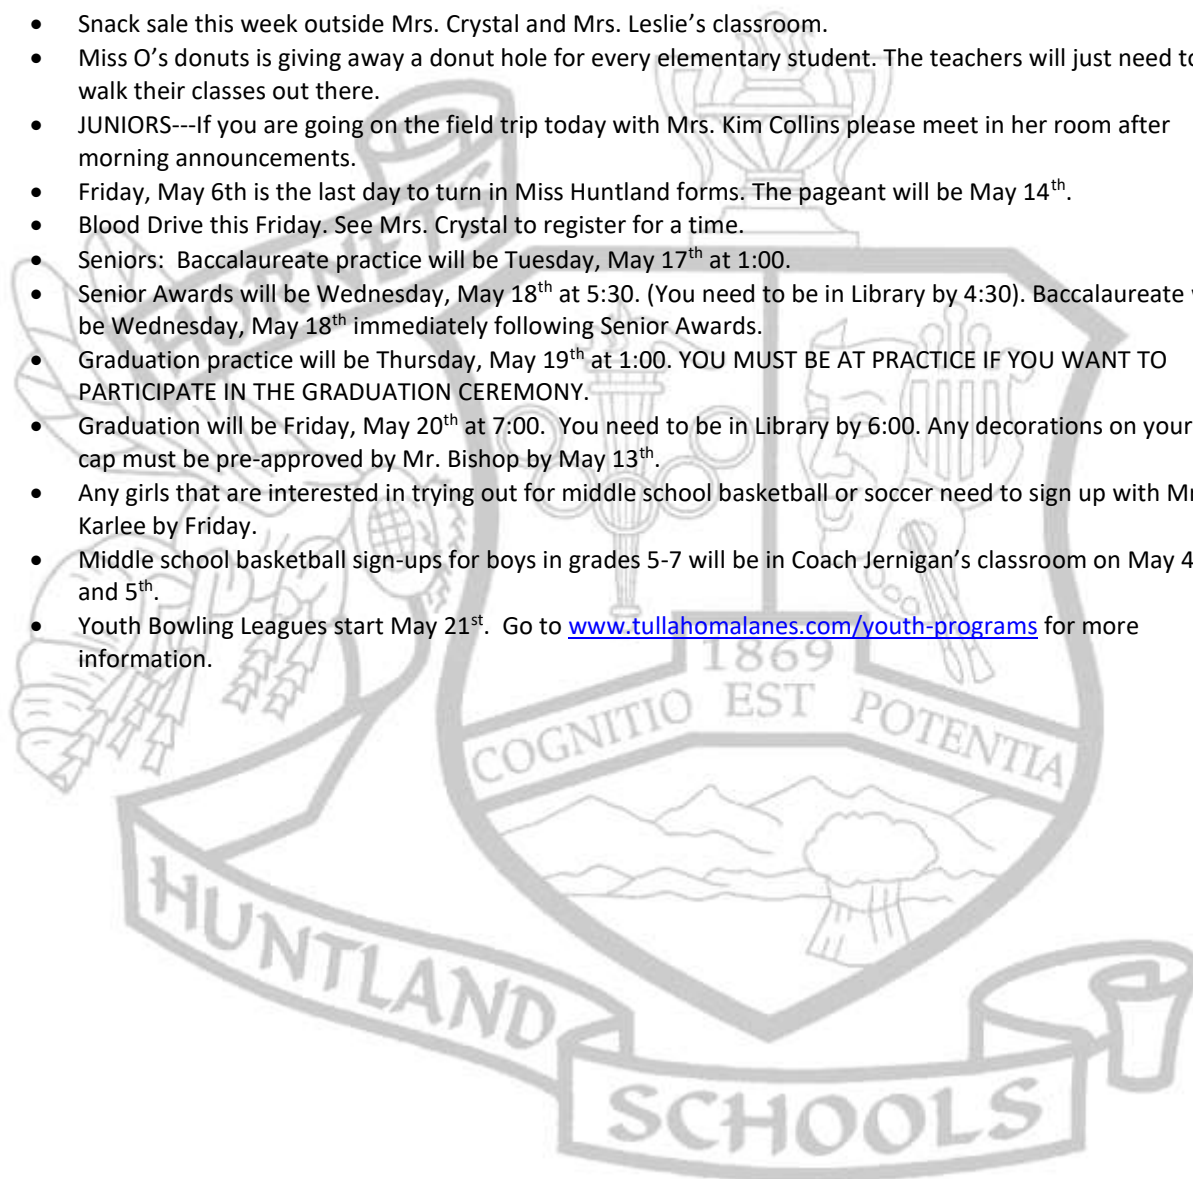 • Snack sale this week outside Mrs. Crystal and Mrs. Leslie’s classroom.
• Miss O’s donuts is giving away a donut hole for every elementary student. The teachers will just need to
walk their classes out there.
• JUNIORS---If you are going on the field trip today with Mrs. Kim Collins please meet in her room after
morning announcements.
• Friday, May 6th is the last day to turn in Miss Huntland forms. The pageant will be May 14th.
• Blood Drive this Friday. See Mrs. Crystal to register for a time.
• Seniors: Baccalaureate practice will be Tuesday, May 17th at 1:00.
• Senior Awards will be Wednesday, May 18th at 5:30. (You need to be in Library by 4:30). Baccalaureate
be Wednesday, May 18th immediately following Senior Awards.
• Graduation practice will be Thursday, May 19th at 1:00. YOU MUST BE AT PRACTICE IF YOU WANT TO
PARTICIPATE IN THE GRADUATION CEREMONY.
• Graduation will be Friday, May 20th at 7:00. You need to be in Library by 6:00. Any decorations on your
cap must be pre-approved by Mr. Bishop by May 13th.
• Any girls that are interested in trying out for middle school basketball or soccer need to sign up with
Karlee by Friday.
• Middle school basketball sign-ups for boys in grades 5-7 will be in Coach Jernigan’s classroom on May 4
and 5th.
• Youth Bowling Leagues start May 21st. Go to www.tullahomalanes.com/youth-programs for more
information.
HORNETS
1869
COGNITIO EST POTENTIA
HUNTLAND
SCHOOLS